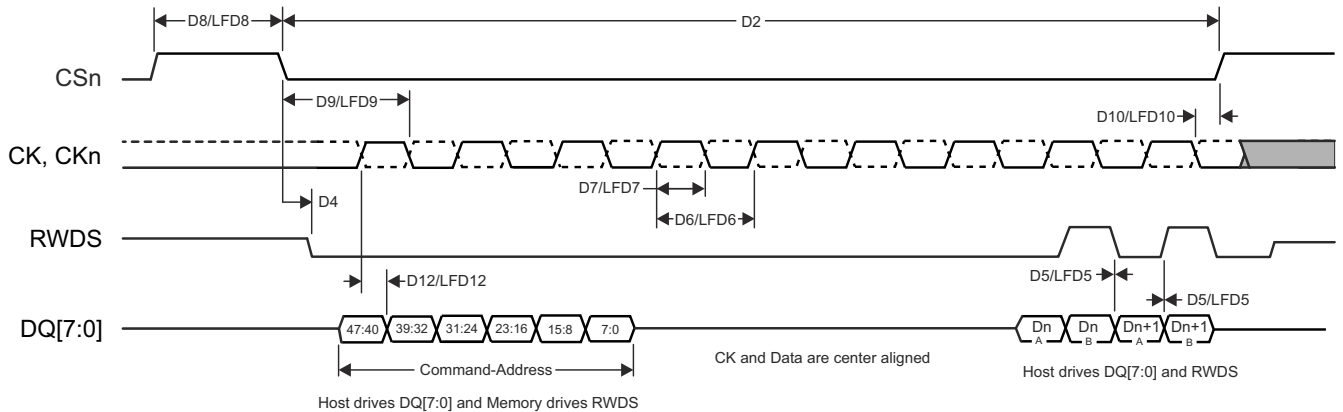 D8/LFD8
D2
CSn
D9/LFD9
D10/LFD10
CK, CKn
D7/LFD7
D4
D6/LFD6
RWDS
D12/LFD12
D5/LFD5
D5/LFD5
DQ[7:0]
47:40 39:32 31:24 23:16 15:8 7:0
Dn A Dn B Dn+1 A Dn+1 B
Command-Address
CK and Data are center aligned
Host drives DQ[7:0] and RWDS
Host drives DQ[7:0] and Memory drives RWDS